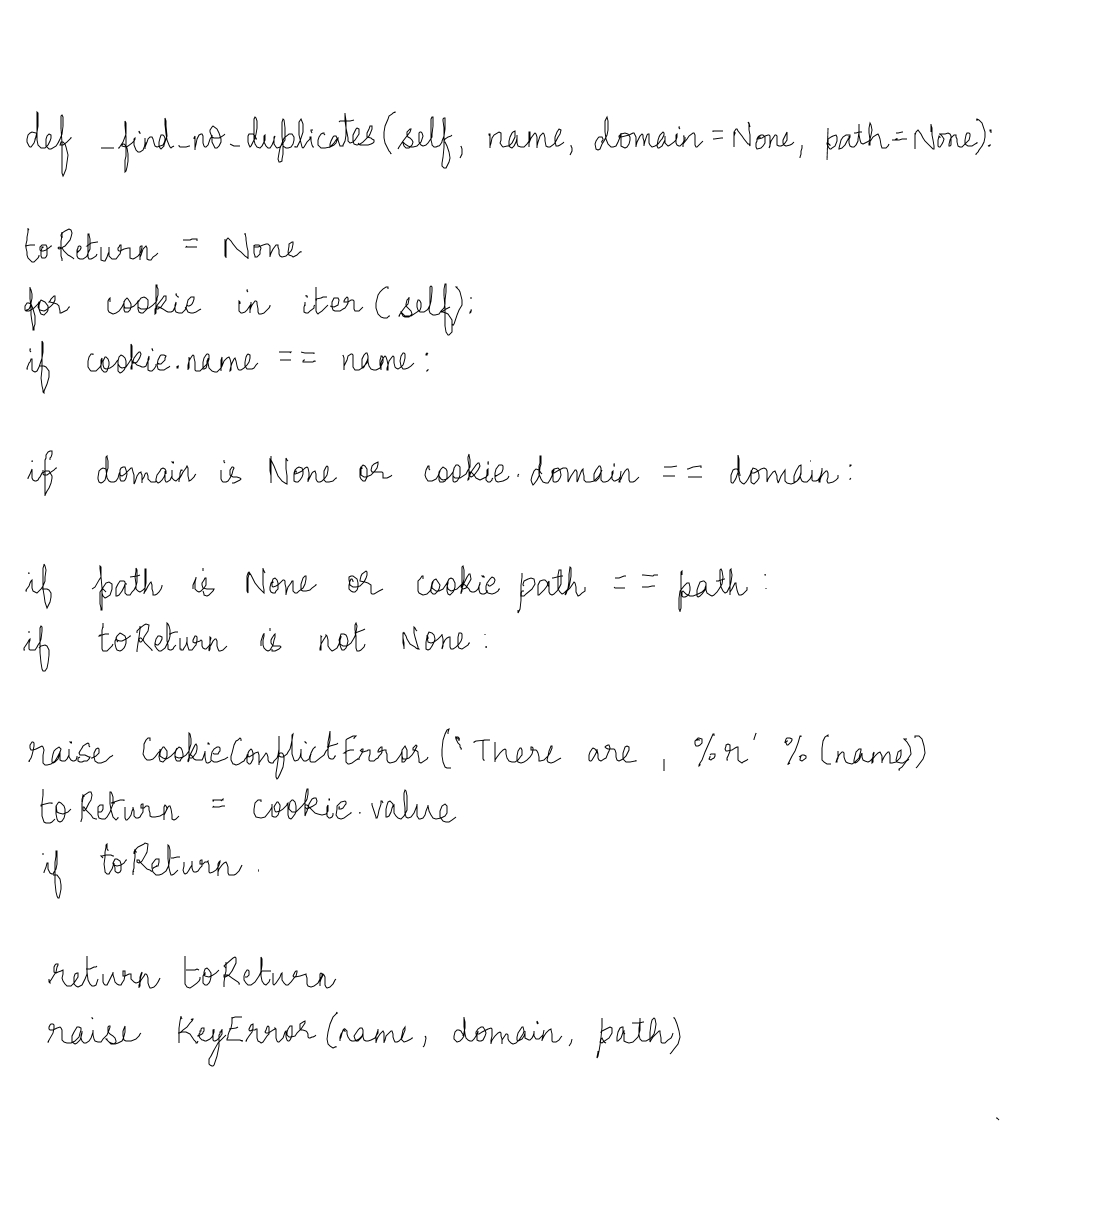 def _find_no_duplicates(self, name, domain=None, path=None):
toReturn = None
for cookie in iter(self):
if cookie.name == name:
if domain is None or cookie.domain == domain:
if path is None or cookie path == path:
if toReturn is not None:
raise CookieConflictError('There are , %r' % (name))
toReturn = cookie.value
if toReturn.
return toReturn
raise KeyError(name, domain, path)